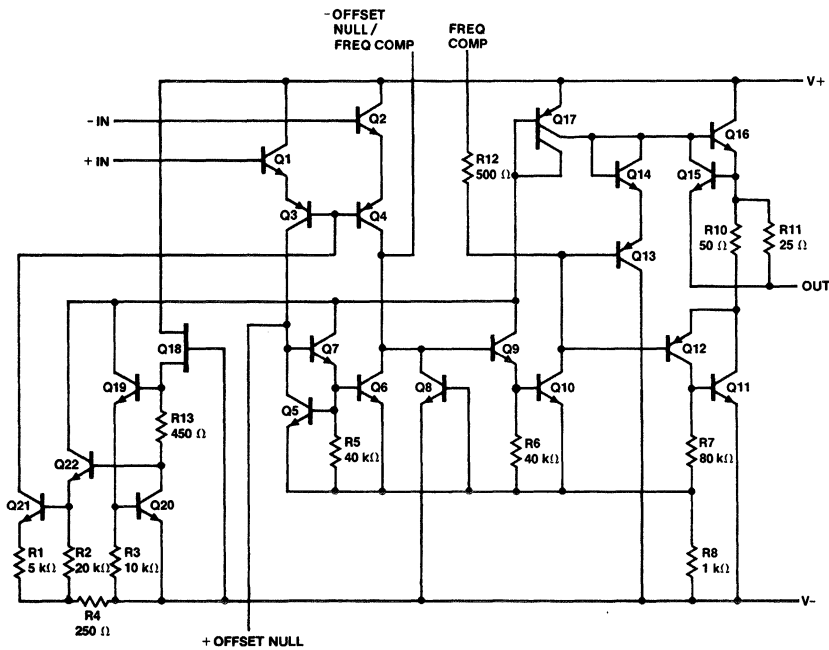 - OFFSET
NULL /
FREQ COMP
FREQ
COMP
V+
- IN
Q2
Q17
Q16
+ IN
Q1
R12
500 Ω
Q14
Q15
Q3
Q4
R10
50 Ω
R11
25 Ω
Q13
OUT
Q18
Q7
Q9
Q12
Q19
Q5
Q6
Q8
Q10
Q11
R13
450 Ω
R5
40 kΩ
R6
40 kΩ
R7
80 kΩ
Q22
Q21
Q20
R1
5 kΩ
R2
20 kΩ
R3
10 kΩ
R8
1 kΩ
R4
250 Ω
V-
+ OFFSET NULL